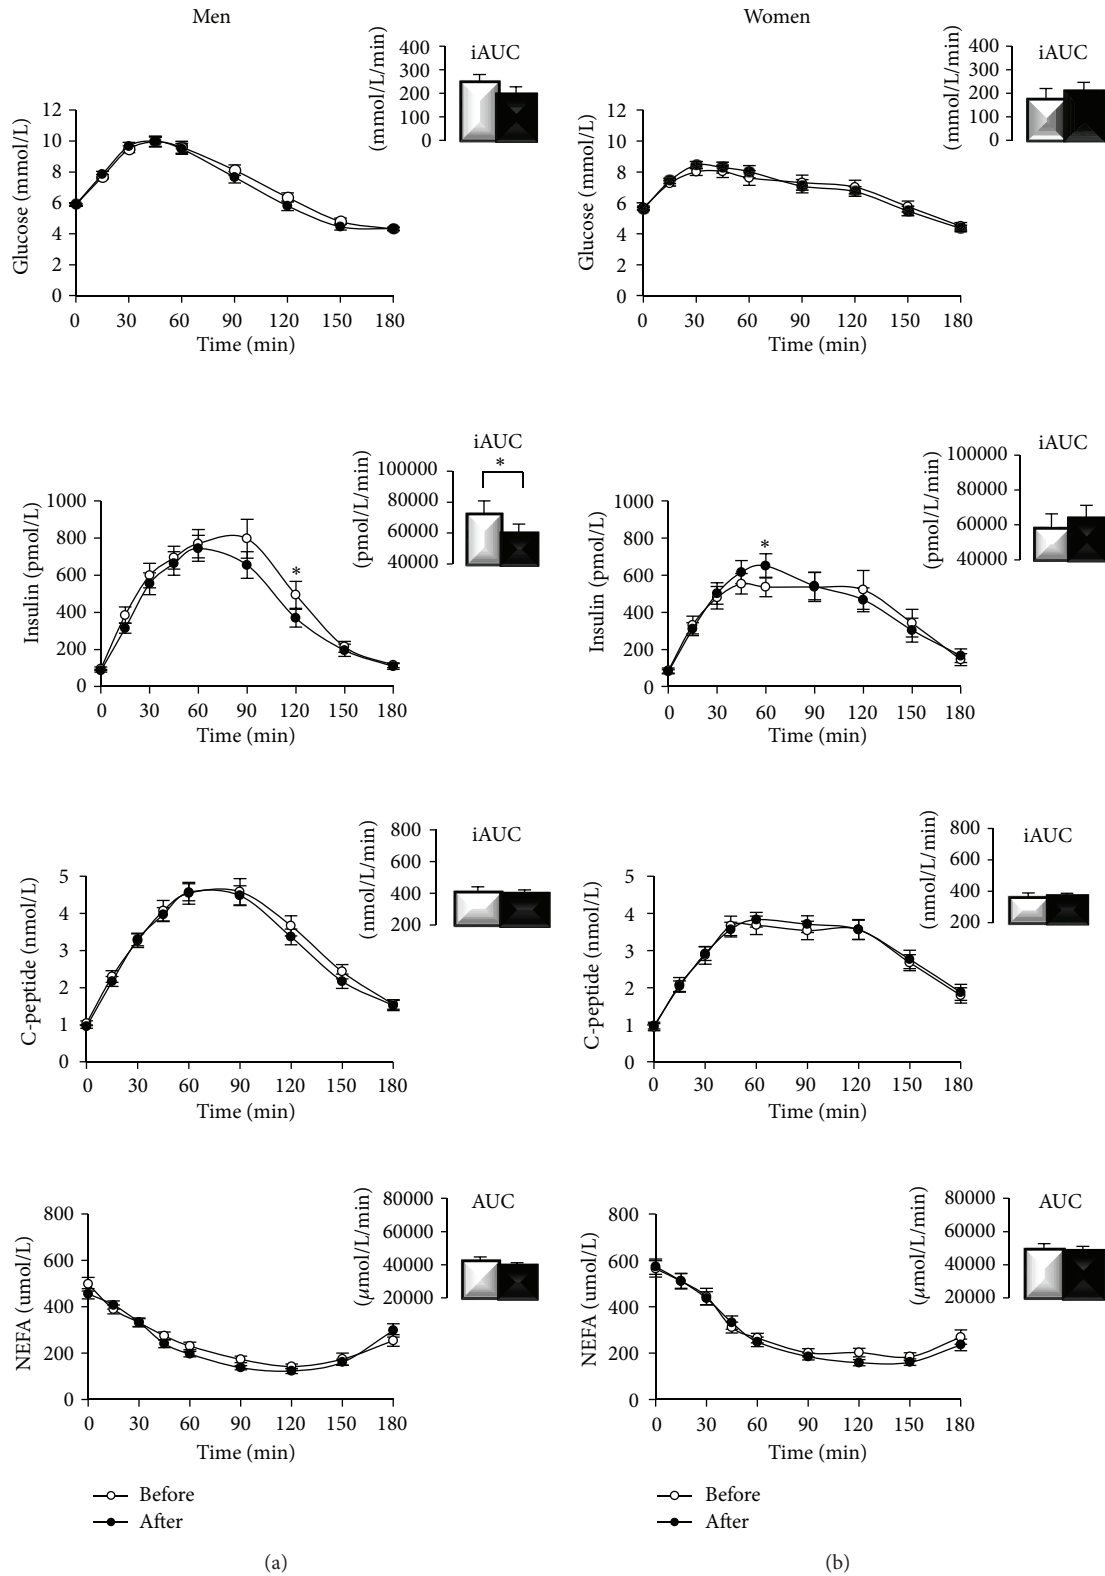 Men
Women
iAUC
(mmol/L/min)
400
300
200
100
0
Glucose (mmol/L)
12
10
8
6
4
2
0
0 30 60 90 120 150 180
Time (min)
iAUC
(mmol/L/min)
400
300
200
100
0
Glucose (mmol/L)
12
10
8
6
4
2
0
0 30 60 90 120 150 180
Time (min)
iAUC
*
(pmol/L/min)
100000
80000
60000
40000
Insulin (pmol/L)
1000
800
600
400
200
0
*
0 30 60 90 120 150 180
Time (min)
iAUC
(pmol/L/min)
100000
80000
60000
40000
Insulin (pmol/L)
1000
800
600
400
200
0
*
0 30 60 90 120 150 180
Time (min)
iAUC
(nmol/L/min)
800
600
400
200
C-peptide (nmol/L)
5
4
3
2
1
0
0 30 60 90 120 150 180
Time (min)
iAUC
(nmol/L/min)
800
600
400
200
C-peptide (nmol/L)
5
4
3
2
1
0
0 30 60 90 120 150 180
Time (min)
AUC
(μmol/L/min)
80000
60000
40000
20000
NEFA (umol/L)
800
600
400
200
0
0 30 60 90 120 150 180
Time (min)
AUC
(μmol/L/min)
80000
60000
40000
20000
NEFA (umol/L)
800
600
400
200
0
0 30 60 90 120 150 180
Time (min)
Before
After
(a)
Before
After
(b)